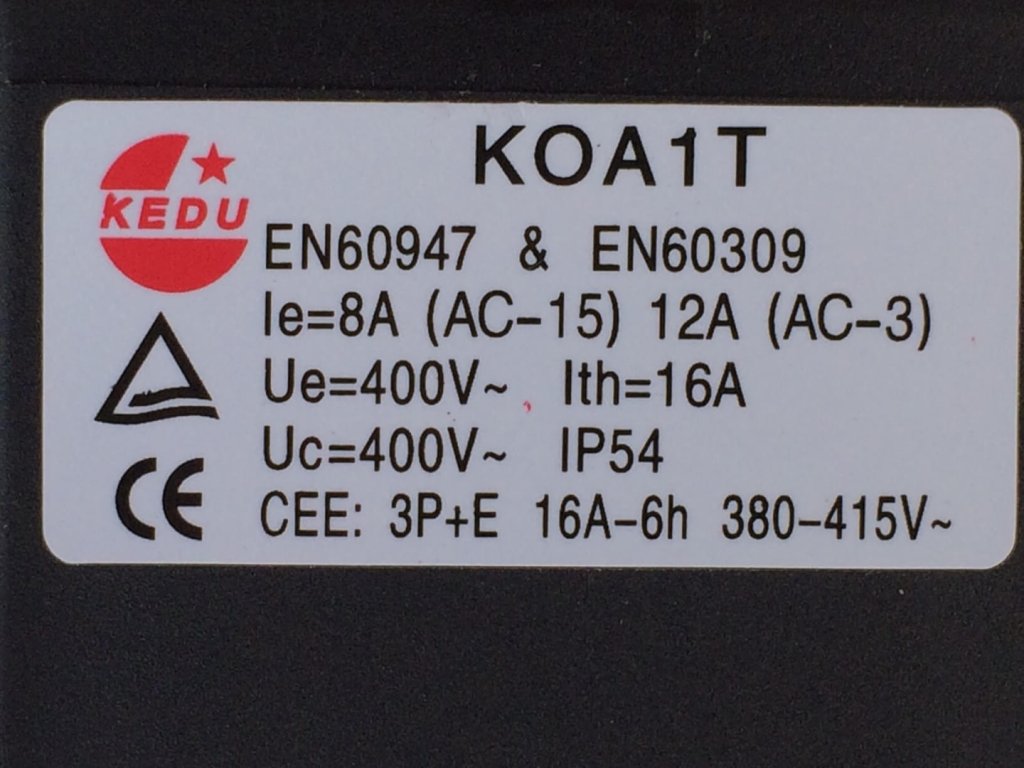 KOA1T
KEDU
EN60947 & EN60309
Ie=8A (AC-15) 12A (AC-3)
Ue=400V~ Ith=16A
Uc=400V~ IP54
CE
CEE: 3P+E 16A-6h 380-415V~